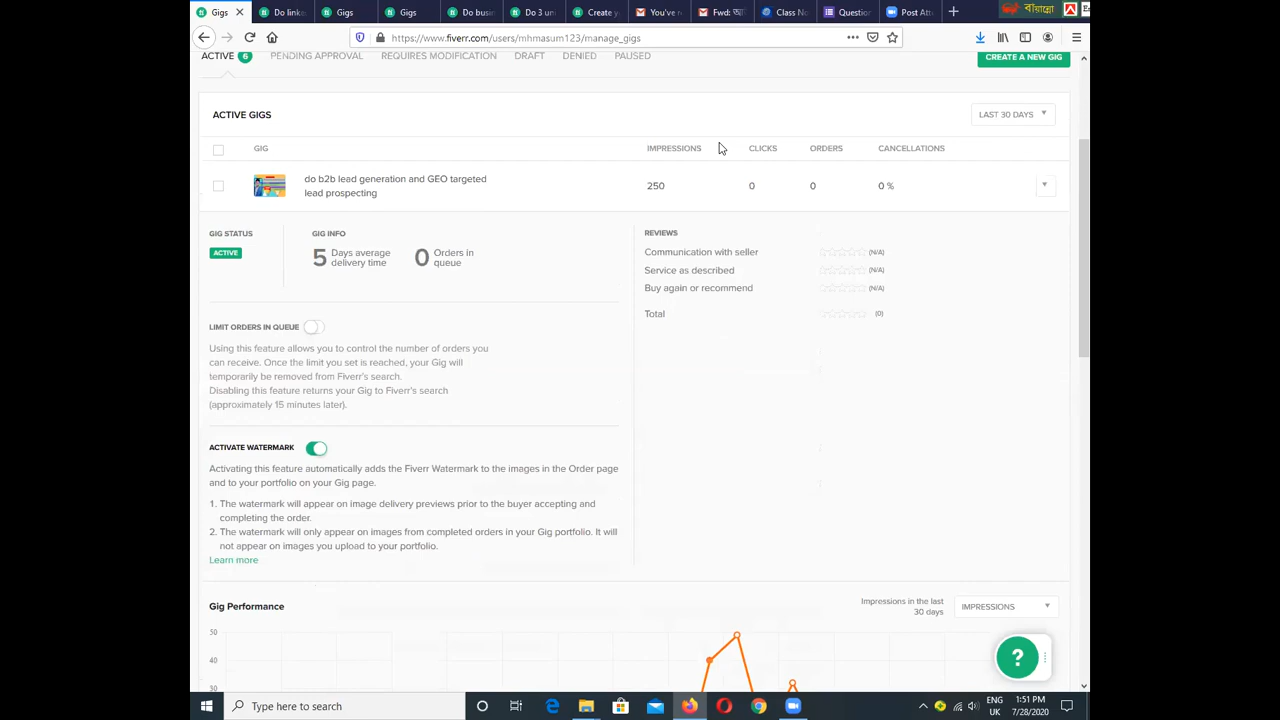 Gigs
Do linke
Gigs
Gigs
Do busin
Do 3 un
Create y
You've r
Class No
Question
Post Att
বাঁয়ান্নো
https://www.fiverr.com/users/mhmasum123/manage_gigs
ACTIVE 6 PENDING APPROVAL REQUIRES MODIFICATION DRAFT DENIED PAUSED
CREATE A NEW GIG
ACTIVE GIGS
LAST 30 DAYS
GIG IMPRESSIONS CLICKS ORDERS CANCELLATIONS
do b2b lead generation and GEO targeted
lead prospecting
250 0 0 0 %
GIG STATUS
ACTIVE
GIG INFO
5 Days average
delivery time
0 Orders in
queue
REVIEWS
Communication with seller (N/A)
Service as described (N/A)
Buy again or recommend (N/A)
Total (0)
LIMIT ORDERS IN QUEUE
Using this feature allows you to control the number of orders you
can receive. Once the limit you set is reached, your Gig will
temporarily be removed from Fiverr's search.
Disabling this feature returns your Gig to Fiverr's search
(approximately 15 minutes later).
ACTIVATE WATERMARK
Activating this feature automatically adds the Fiverr Watermark to the images in the Order page
and to your portfolio on your Gig page.
1. The watermark will appear on image delivery previews prior to the buyer accepting and
completing the order.
2. The watermark will only appear on images from completed orders in your Gig portfolio. It will
not appear on images you upload to your portfolio.
Learn more
Gig Performance
Impressions in the last
30 days
IMPRESSIONS
50
40
30
?
Type here to search
ENG
UK
1:51 PM
7/28/2020